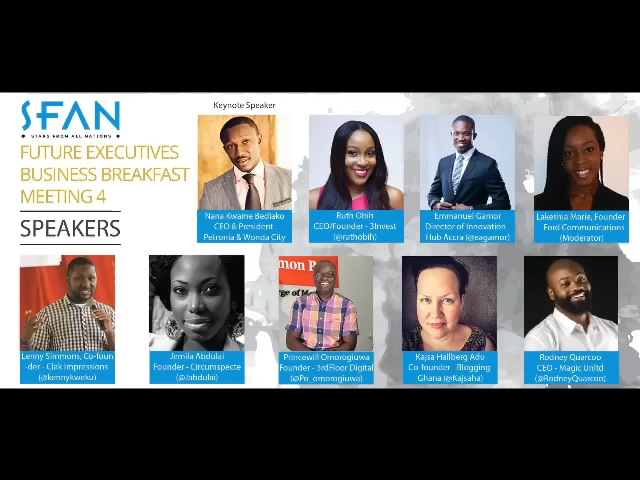 SFAN
STARS FROM ALL NATIONS
FUTURE EXECUTIVES
BUSINESS BREAKFAST
MEETING 4
SPEAKERS
Keynote Speaker
Nana Kwame Bediako
CEO & President
Petronia & Wonda City
Ruth Obih
CEO/Founder - 3Invest
(@ruthobih)
Emmanuel Gamor
Director of Innovation
Hub Accra (@eagamor)
Lakeshia Marie, Founder
Ford Communications
(Moderator)
Lenny Simmons, Co-foun
-der - Clak Impressions
(@kennykweku)
Jemila Abdulai
Founder - Circumspecte
(@Jabdulai)
mon P
rge of M
Princewill Omorogiuwa
Founder - 3rdFloor Digital
(@Po_omorogiuwa)
Kajsa Hallberg Adu
Co-founder - Blogging
Ghana (@Kajsaha)
Rodney Quarcoo
CEO - Magic Unltd
(@RodneyQuarcoo)